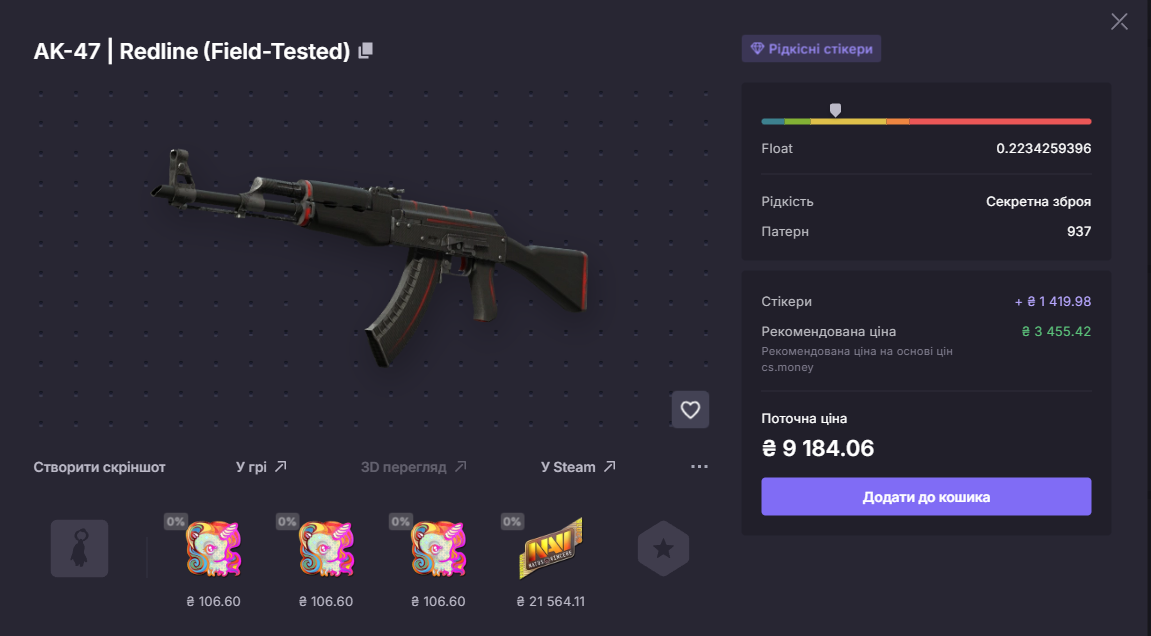 AK-47 | Redline (Field-Tested)
Рідкісні стікери
Float 0.2234259396
Рідкість Секретна зброя
Патерн 937
Стікери + ₴ 1 419.98
Рекомендована ціна ₴ 3 455.42
Рекомендована ціна на основі цін
cs.money
Поточна ціна
₴ 9 184.06
Додати до кошика
Створити скріншот У грі 3D перегляд У Steam
0% 0% 0% 0%
NAVI
NATUS VINCERE
₴ 106.60 ₴ 106.60 ₴ 106.60 ₴ 21 564.11